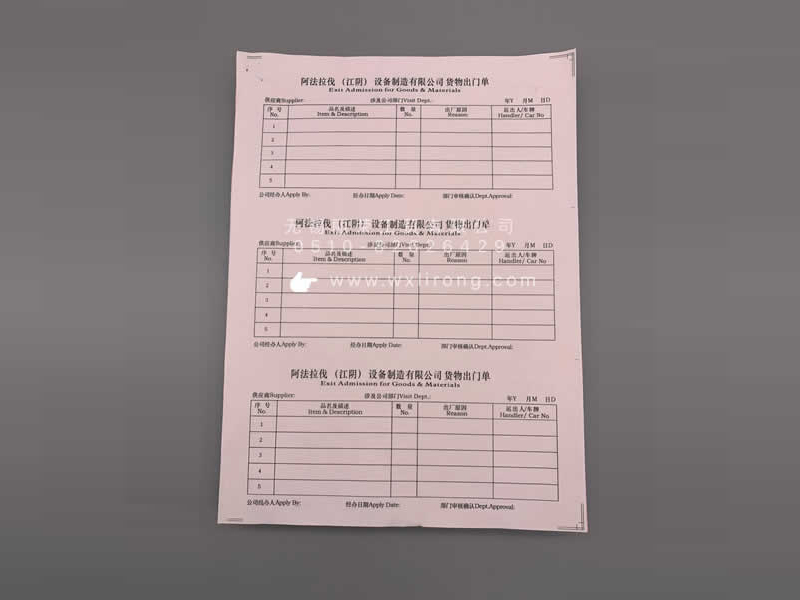 阿法拉伐（江阴）设备制造有限公司货物出门单
Exit Admission for Goods & Materials
供应商Supplier: 涉及公司部门Visit Dept.: 年Y 月M 日D
序 号 品名及描述 数 量 出厂原因 运出人/车牌
No. Item & Description No. Reason Handler/ Car No
1
2
3
4
5
公司经办人Apply By: 经办日期Apply Date: 部门审核确认Dept.Approval:
阿法拉伐（江阴）设备制造有限公司货物出门单
Exit Admission for Goods & Materials
供应商Supplier: 涉及公司部门Visit Dept.: 年Y 月M 日D
序 号 品名及描述 数 量 出厂原因 运出人/车牌
No. Item & Description No. Reason Handler/ Car No
1
2
www.wxlirong.com
3
4
5
公司经办人Apply By: 经办日期Apply Date: 部门审核确认Dept.Approval:
阿法拉伐（江阴）设备制造有限公司货物出门单
Exit Admission for Goods & Materials
供应商Supplier: 涉及公司部门Visit Dept.: 年Y 月M 日D
序 号 品名及描述 数 量 出厂原因 运出人/车牌
No. Item & Description No. Reason Handler/ Car No
1
2
3
4
5
公司经办人Apply By: 经办日期Apply Date: 部门审核确认Dept.Approval: